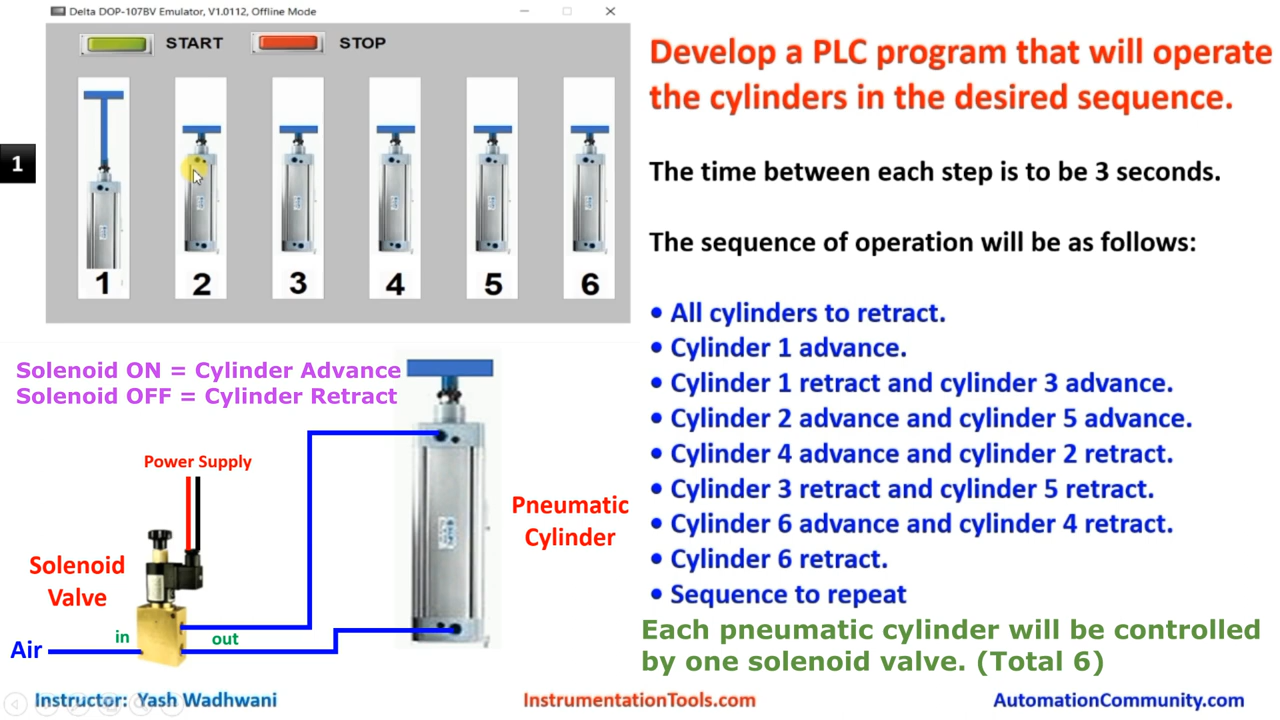 Delta DOP-107BV Emulator, V1.0112, Offline Mode
START
STOP
1
1
2
3
4
5
6
Develop a PLC program that will operate
the cylinders in the desired sequence.
The time between each step is to be 3 seconds.
The sequence of operation will be as follows:
• All cylinders to retract.
• Cylinder 1 advance.
• Cylinder 1 retract and cylinder 3 advance.
• Cylinder 2 advance and cylinder 5 advance.
• Cylinder 4 advance and cylinder 2 retract.
• Cylinder 3 retract and cylinder 5 retract.
• Cylinder 6 advance and cylinder 4 retract.
• Cylinder 6 retract.
• Sequence to repeat
Each pneumatic cylinder will be controlled
by one solenoid valve. (Total 6)
Solenoid ON = Cylinder Advance
Solenoid OFF = Cylinder Retract
Power Supply
Pneumatic
Cylinder
Solenoid
Valve
in
out
Air
Instructor: Yash Wadhwani
InstrumentationTools.com
AutomationCommunity.com